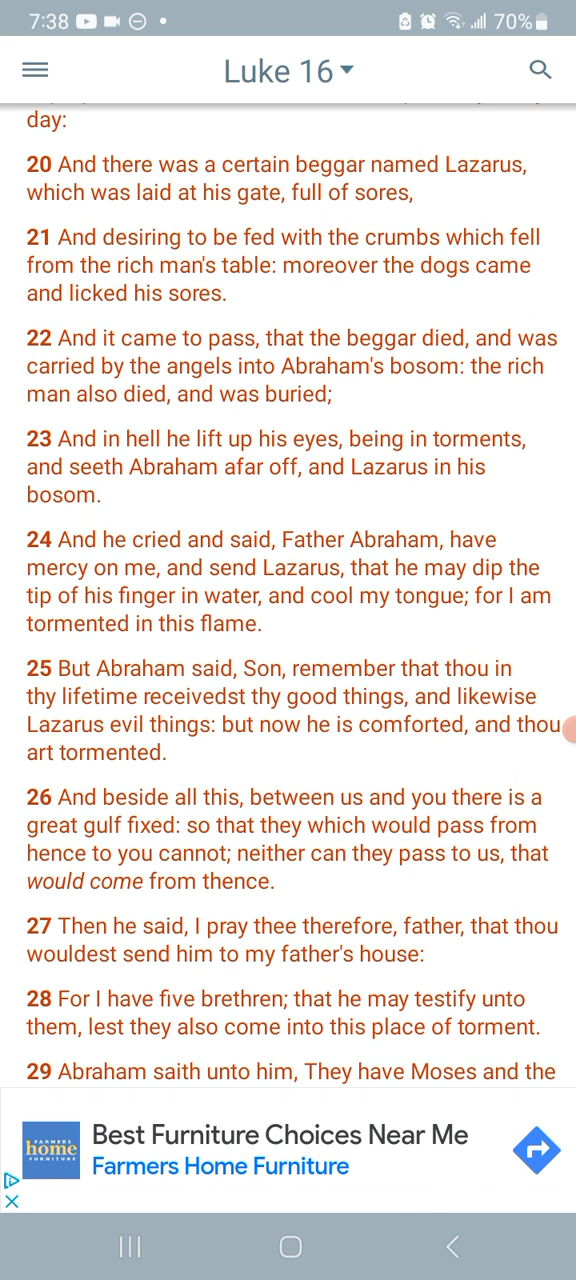 7:38
70%
Luke 16
day:
20 And there was a certain beggar named Lazarus,
which was laid at his gate, full of sores,
21 And desiring to be fed with the crumbs which fell
from the rich man's table: moreover the dogs came
and licked his sores.
22 And it came to pass, that the beggar died, and was
carried by the angels into Abraham's bosom: the rich
man also died, and was buried;
23 And in hell he lift up his eyes, being in torments,
and seeth Abraham afar off, and Lazarus in his
bosom.
24 And he cried and said, Father Abraham, have
mercy on me, and send Lazarus, that he may dip the
tip of his finger in water, and cool my tongue; for I am
tormented in this flame.
25 But Abraham said, Son, remember that thou in
thy lifetime receivedst thy good things, and likewise
Lazarus evil things: but now he is comforted, and thou
art tormented.
26 And beside all this, between us and you there is a
great gulf fixed: so that they which would pass from
hence to you cannot; neither can they pass to us, that
would come from thence.
27 Then he said, I pray thee therefore, father, that thou
wouldest send him to my father's house:
28 For I have five brethren; that he may testify unto
them, lest they also come into this place of torment.
29 Abraham saith unto him, They have Moses and the
FARMERS
home
FURNITURE
Best Furniture Choices Near Me
Farmers Home Furniture